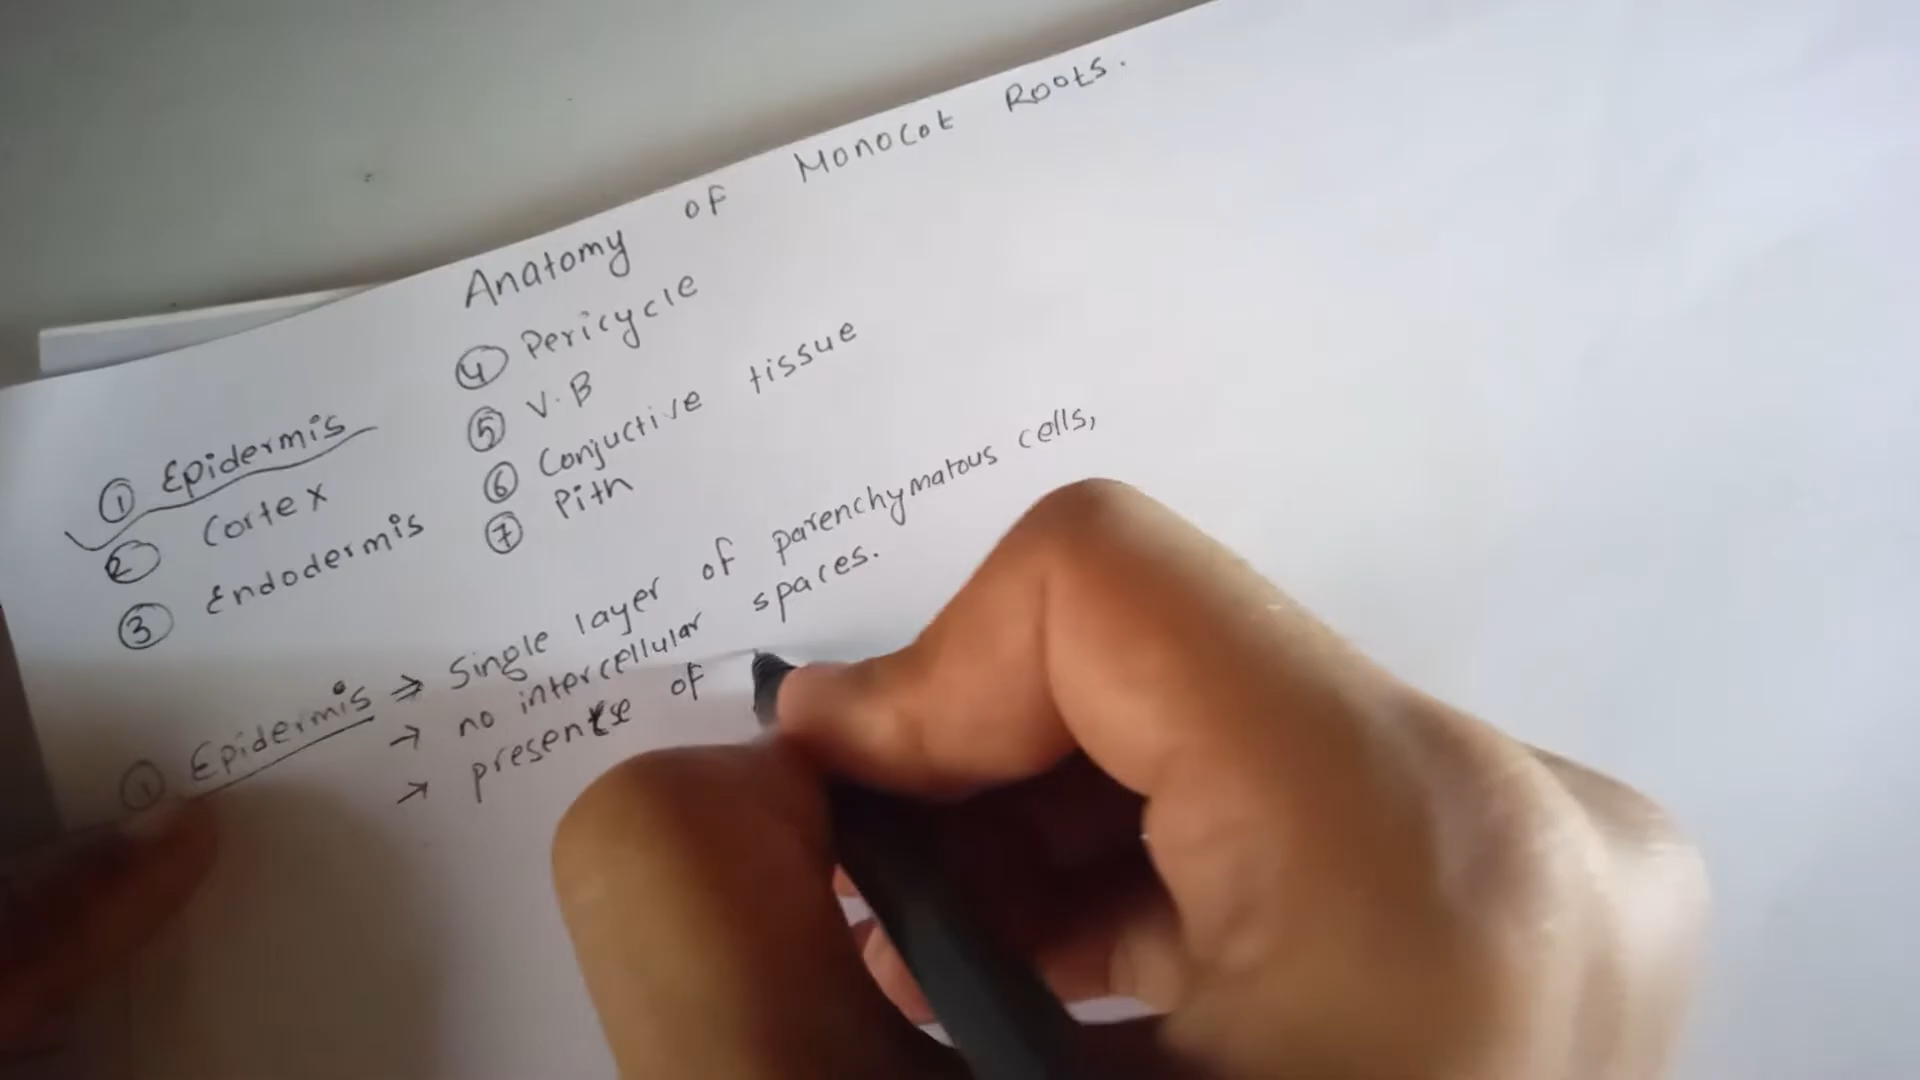 Anatomy of Monocot Roots.
① Epidermis
② Cortex
③ Endodermis
④ Pericycle
⑤ V.B
⑥ Conjuctive tissue
⑦ Pith
① Epidermis ⇒ Single layer of parenchymatous cells,
→ no intercellular spaces.
→ of